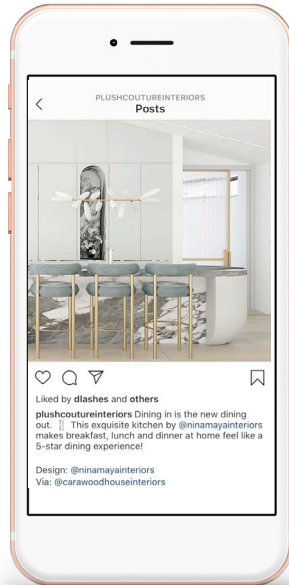 PLUSHCOUTUREINTERIORS
Posts
Liked by dlashes and others
plushcoutureinteriors Dining in is the new dining
out. 🍴 This exquisite kitchen by @ninamayainteriors
makes breakfast, lunch and dinner at home feel like a
5-star dining experience!
Design: @ninamayainteriors
Via: @carawoodhouseinteriors